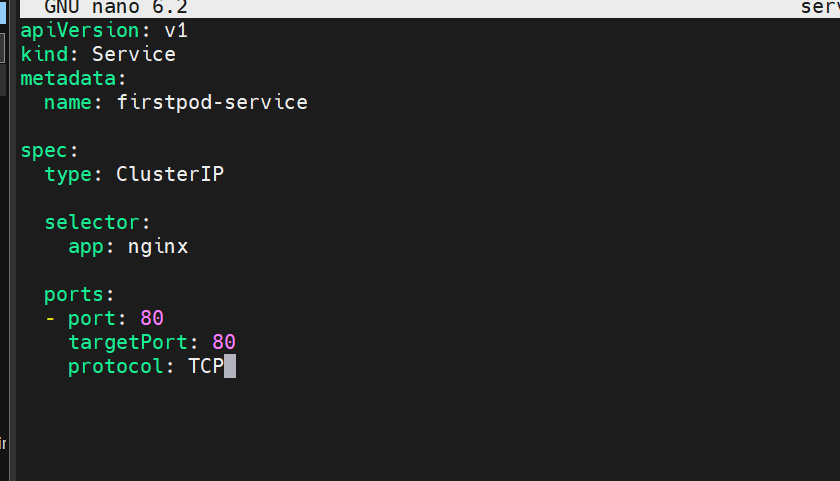 GNU nano 6.2
apiVersion: v1
kind: Service
metadata:
  name: firstpod-service
spec:
  type: ClusterIP
  selector:
    app: nginx
  ports:
  - port: 80
    targetPort: 80
    protocol: TCP